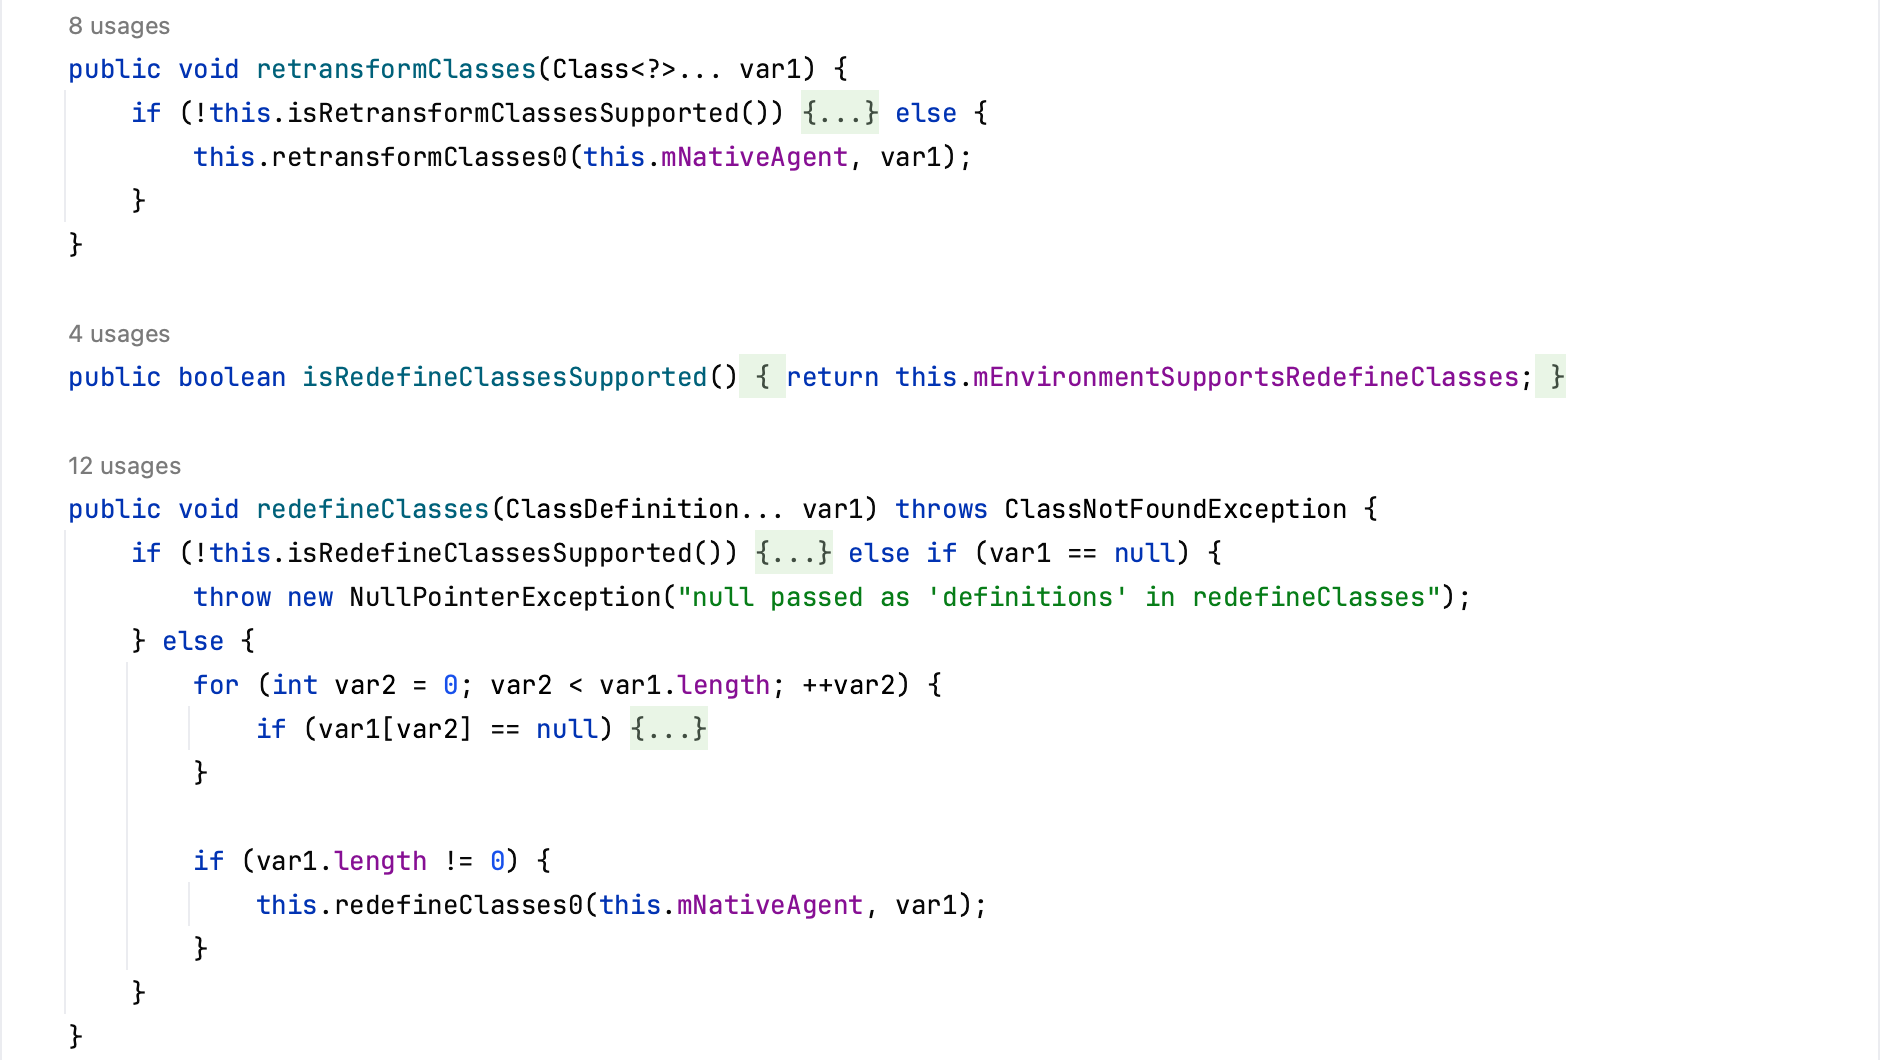 8 usages
public void retransformClasses(Class<?>... var1) {
    if (!this.isRetransformClassesSupported()) {...} else {
        this.retransformClasses0(this.mNativeAgent, var1);
    }
}
4 usages
public boolean isRedefineClassesSupported() { return this.mEnvironmentSupportsRedefineClasses; }
12 usages
public void redefineClasses(ClassDefinition... var1) throws ClassNotFoundException {
    if (!this.isRedefineClassesSupported()) {...} else if (var1 == null) {
        throw new NullPointerException("null passed as 'definitions' in redefineClasses");
    } else {
        for (int var2 = 0; var2 < var1.length; ++var2) {
            if (var1[var2] == null) {...}
        }
        if (var1.length != 0) {
            this.redefineClasses0(this.mNativeAgent, var1);
        }
    }
}